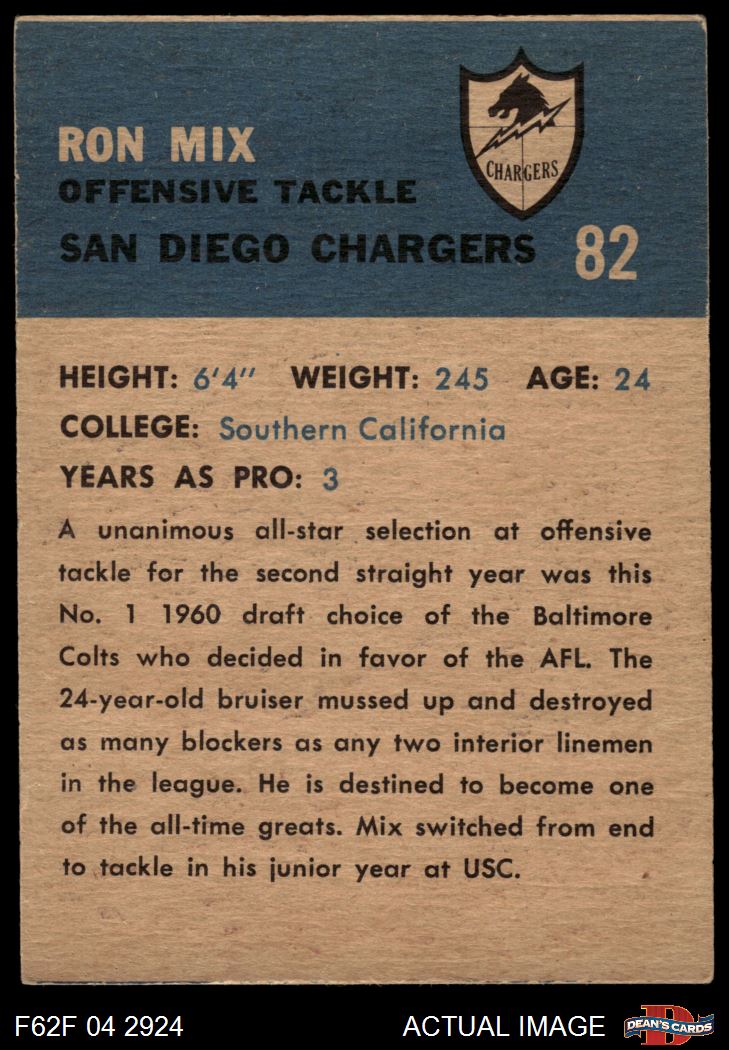 RON MIX
OFFENSIVE TACKLE
SAN DIEGO CHARGERS 82
CHARGERS
HEIGHT: 6'4" WEIGHT: 245 AGE: 24
COLLEGE: Southern California
YEARS AS PRO: 3
A unanimous all-star selection at offensive
tackle for the second straight year was this
No. 1 1960 draft choice of the Baltimore
Colts who decided in favor of the AFL. The
24-year-old bruiser mussed up and destroyed
as many blockers as any two interior linemen
in the league. He is destined to become one
of the all-time greats. Mix switched from end
to tackle in his junior year at USC.
F62F 04 2924 ACTUAL IMAGE
D
DEAN'S CARDS